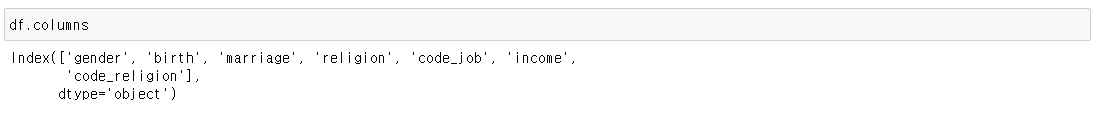 df.columns
Index(['gender', 'birth', 'marriage', 'religion', 'code_job', 'income',
'code_religion'],
dtype='object')